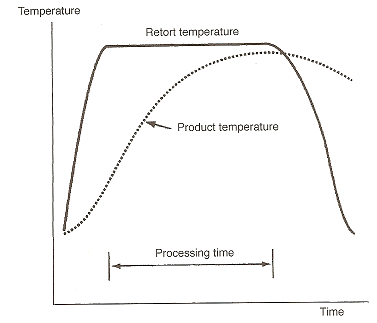 Temperature
Retort temperature
Product temperature
Processing time
Time